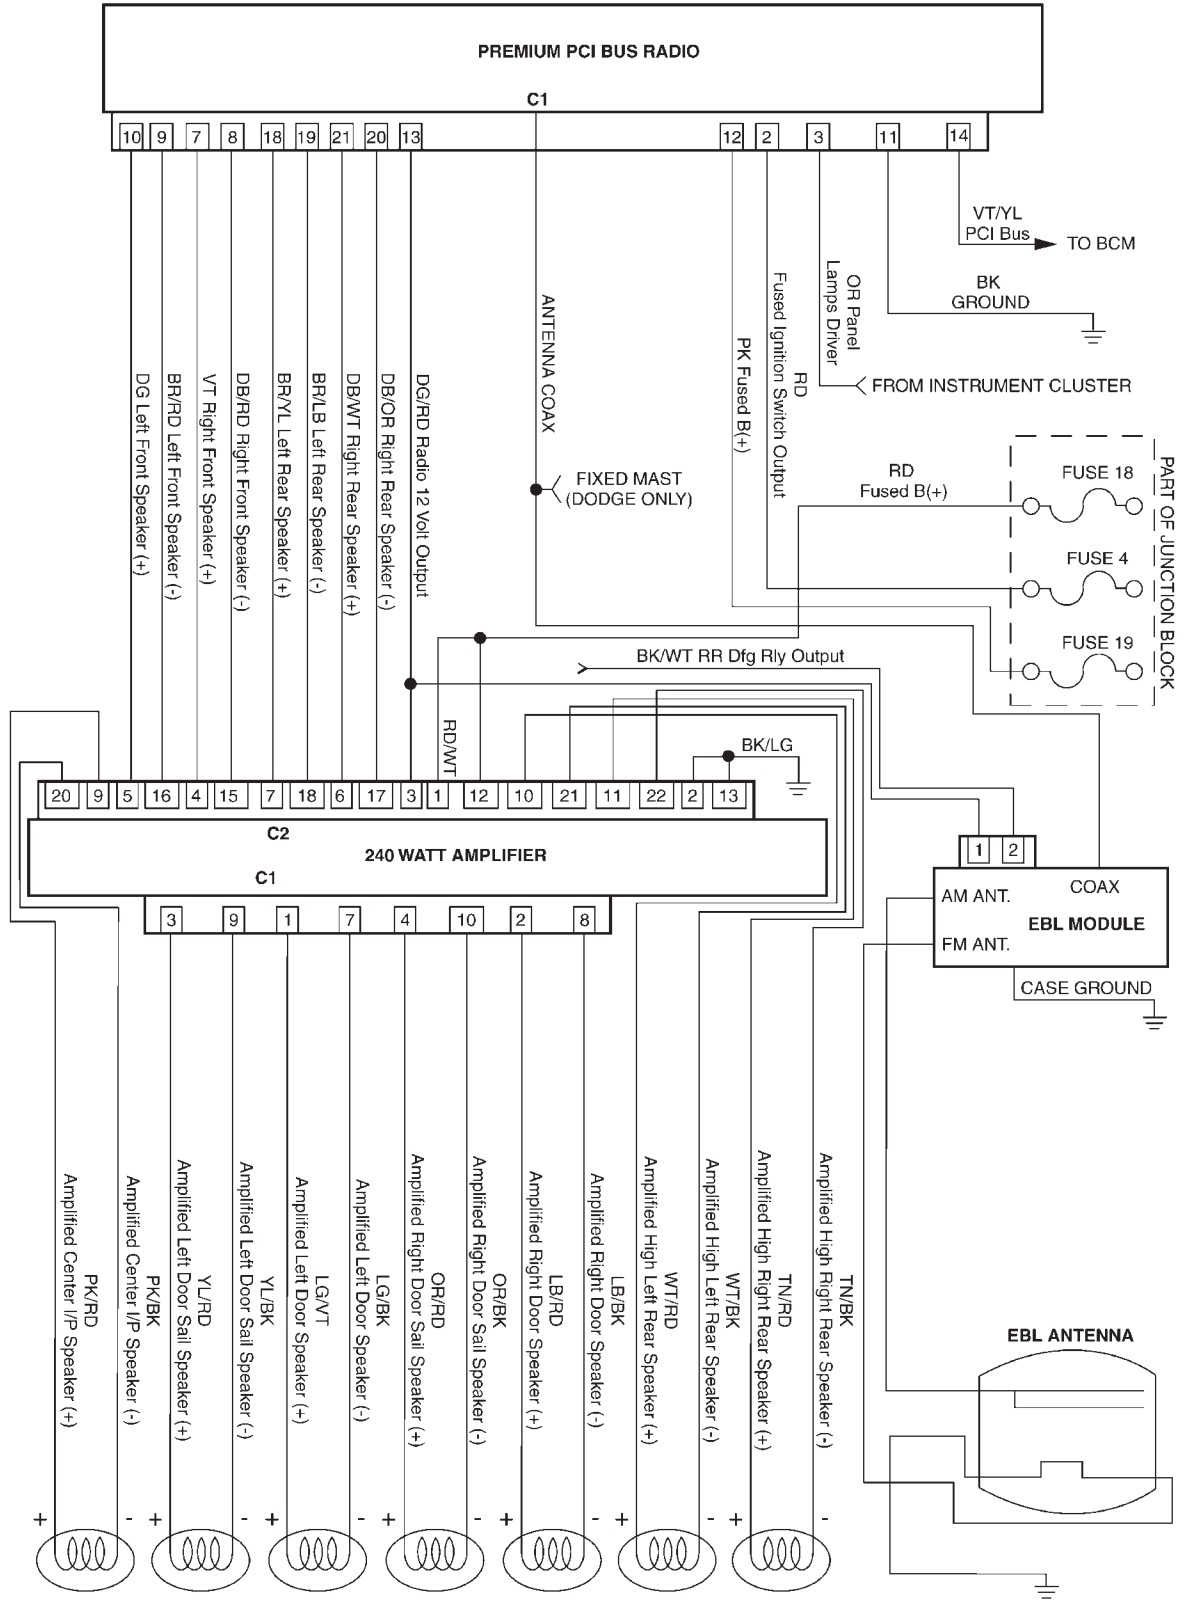 PREMIUM PCI BUS RADIO
C1
10 9 7 8 18 19 21 20 13 12 2 3 11 14
VT/YL
PCI Bus
TO BCM
BK
GROUND
OR Panel
Lamps Driver
FROM INSTRUMENT CLUSTER
RD
Fused Ignition Switch Output
PK Fused B(+)
ANTENNA COAX
FIXED MAST
(DODGE ONLY)
DG Left Front Speaker (+)
BR/RD Left Front Speaker (-)
VT Right Front Speaker (+)
DB/RD Right Front Speaker (-)
BR/YL Left Rear Speaker (+)
BR/LB Left Rear Speaker (-)
DB/WT Right Rear Speaker (+)
DB/OR Right Rear Speaker (-)
DG/RD Radio 12 Volt Output
RD
Fused B(+)
FUSE 18
FUSE 4
FUSE 19
PART OF JUNCTION BLOCK
BK/WT RR Dfg Rly Output
RD/WT
BK/LG
20 9 5 16 4 15 7 18 6 17 3 1 12 10 21 11 22 2 13
C2
240 WATT AMPLIFIER
C1
3 9 1 7 4 10 2 8
1 2
AM ANT.
COAX
EBL MODULE
FM ANT.
CASE GROUND
PK/RD
Amplified Center I/P Speaker (+)
PK/BK
Amplified Center I/P Speaker (-)
YL/RD
Amplified Left Door Sail Speaker (+)
YL/BK
Amplified Left Door Sail Speaker (-)
LG/VT
Amplified Left Door Speaker (+)
LG/BK
Amplified Left Door Speaker (-)
OR/RD
Amplified Right Door Sail Speaker (+)
OR/BK
Amplified Right Door Sail Speaker (-)
LB/RD
Amplified Right Door Speaker (+)
LB/BK
Amplified Right Door Speaker (-)
WT/RD
Amplified High Left Rear Speaker (+)
WT/BK
Amplified High Left Rear Speaker (-)
TN/RD
Amplified High Right Rear Speaker (+)
TN/BK
Amplified High Right Rear Speaker (-)
EBL ANTENNA
+ - + - + - + - + - + - + -